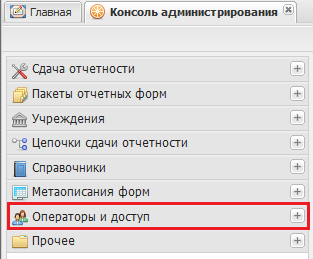 Главная
Консоль администрирования
Сдача отчетности
Пакеты отчетных форм
Учреждения
Цепочки сдачи отчетности
Справочники
Метаописания форм
Операторы и доступ
Прочее